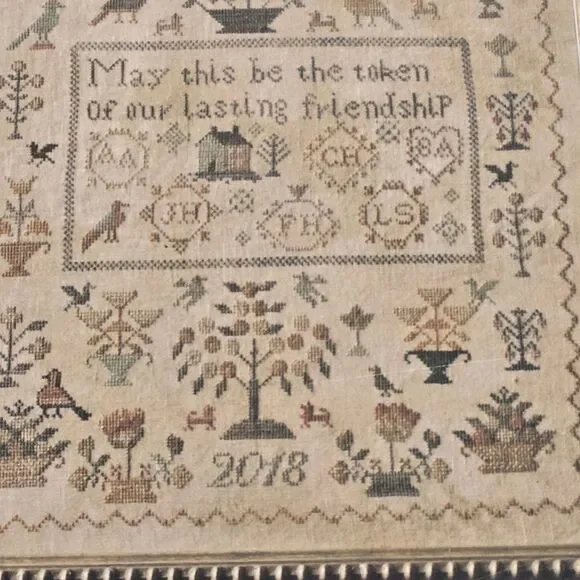 May this be the token
of our lasting friendship
AA CH SA
JH FH LS
2018